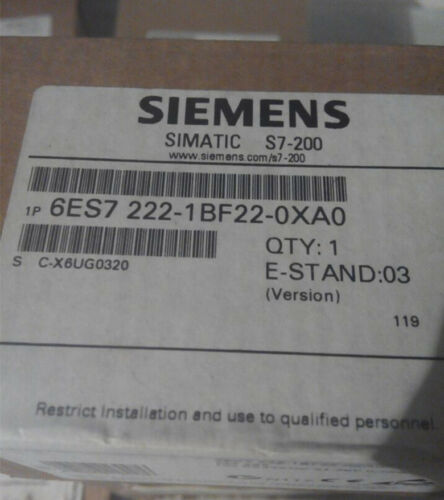 SIEMENS
SIMATIC S7-200
www.siemens.com/s7-200
1P 6ES7 222-1BF22-0XA0
QTY: 1
S C-X6UG0320
E-STAND:03
(Version)
119
Restrict Installation and use to qualified personnel